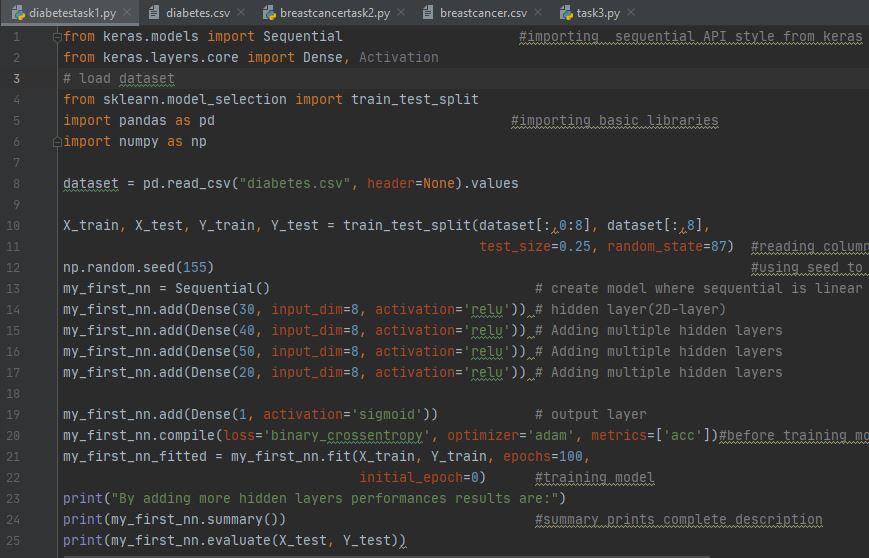 diabetestask1.py × diabetes.csv × breastcancertask2.py × breastcancer.csv × task3.py ×
1 from keras.models import Sequential #importing  sequential API style from keras
2 from keras.layers.core import Dense, Activation
3 # load dataset
4 from sklearn.model_selection import train_test_split
5 import pandas as pd #importing basic libraries
6 import numpy as np
7
8 dataset = pd.read_csv("diabetes.csv", header=None).values
9
10 X_train, X_test, Y_train, Y_test = train_test_split(dataset[:,0:8], dataset[:,8],
11 test_size=0.25, random_state=87) #reading column
12 np.random.seed(155) #using seed to
13 my_first_nn = Sequential() # create model where sequential is linear
14 my_first_nn.add(Dense(30, input_dim=8, activation='relu')) # hidden layer(2D-layer)
15 my_first_nn.add(Dense(40, input_dim=8, activation='relu')) # Adding multiple hidden layers
16 my_first_nn.add(Dense(50, input_dim=8, activation='relu')) # Adding multiple hidden layers
17 my_first_nn.add(Dense(20, input_dim=8, activation='relu')) # Adding multiple hidden layers
18
19 my_first_nn.add(Dense(1, activation='sigmoid')) # output layer
20 my_first_nn.compile(loss='binary_crossentropy', optimizer='adam', metrics=['acc'])#before training mo
21 my_first_nn_fitted = my_first_nn.fit(X_train, Y_train, epochs=100,
22 initial_epoch=0) #training model
23 print("By adding more hidden layers performances results are:")
24 print(my_first_nn.summary()) #summary prints complete description
25 print(my_first_nn.evaluate(X_test, Y_test))